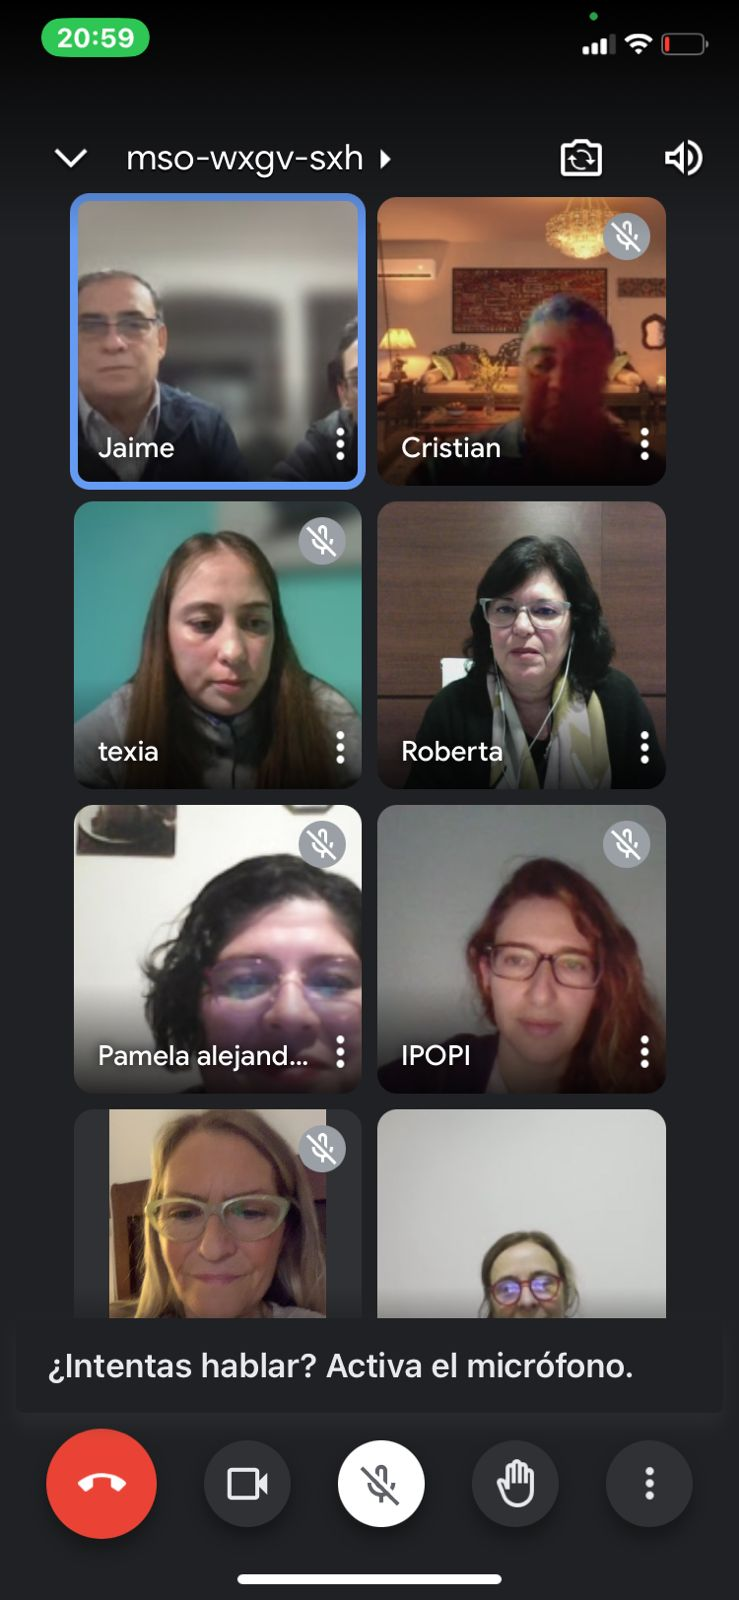 20:59
mso-wxgv-sxh
Jaime
Cristian
texia
Roberta
Pamela alejand...
IPOPI
¿Intentas hablar? Activa el micrófono.